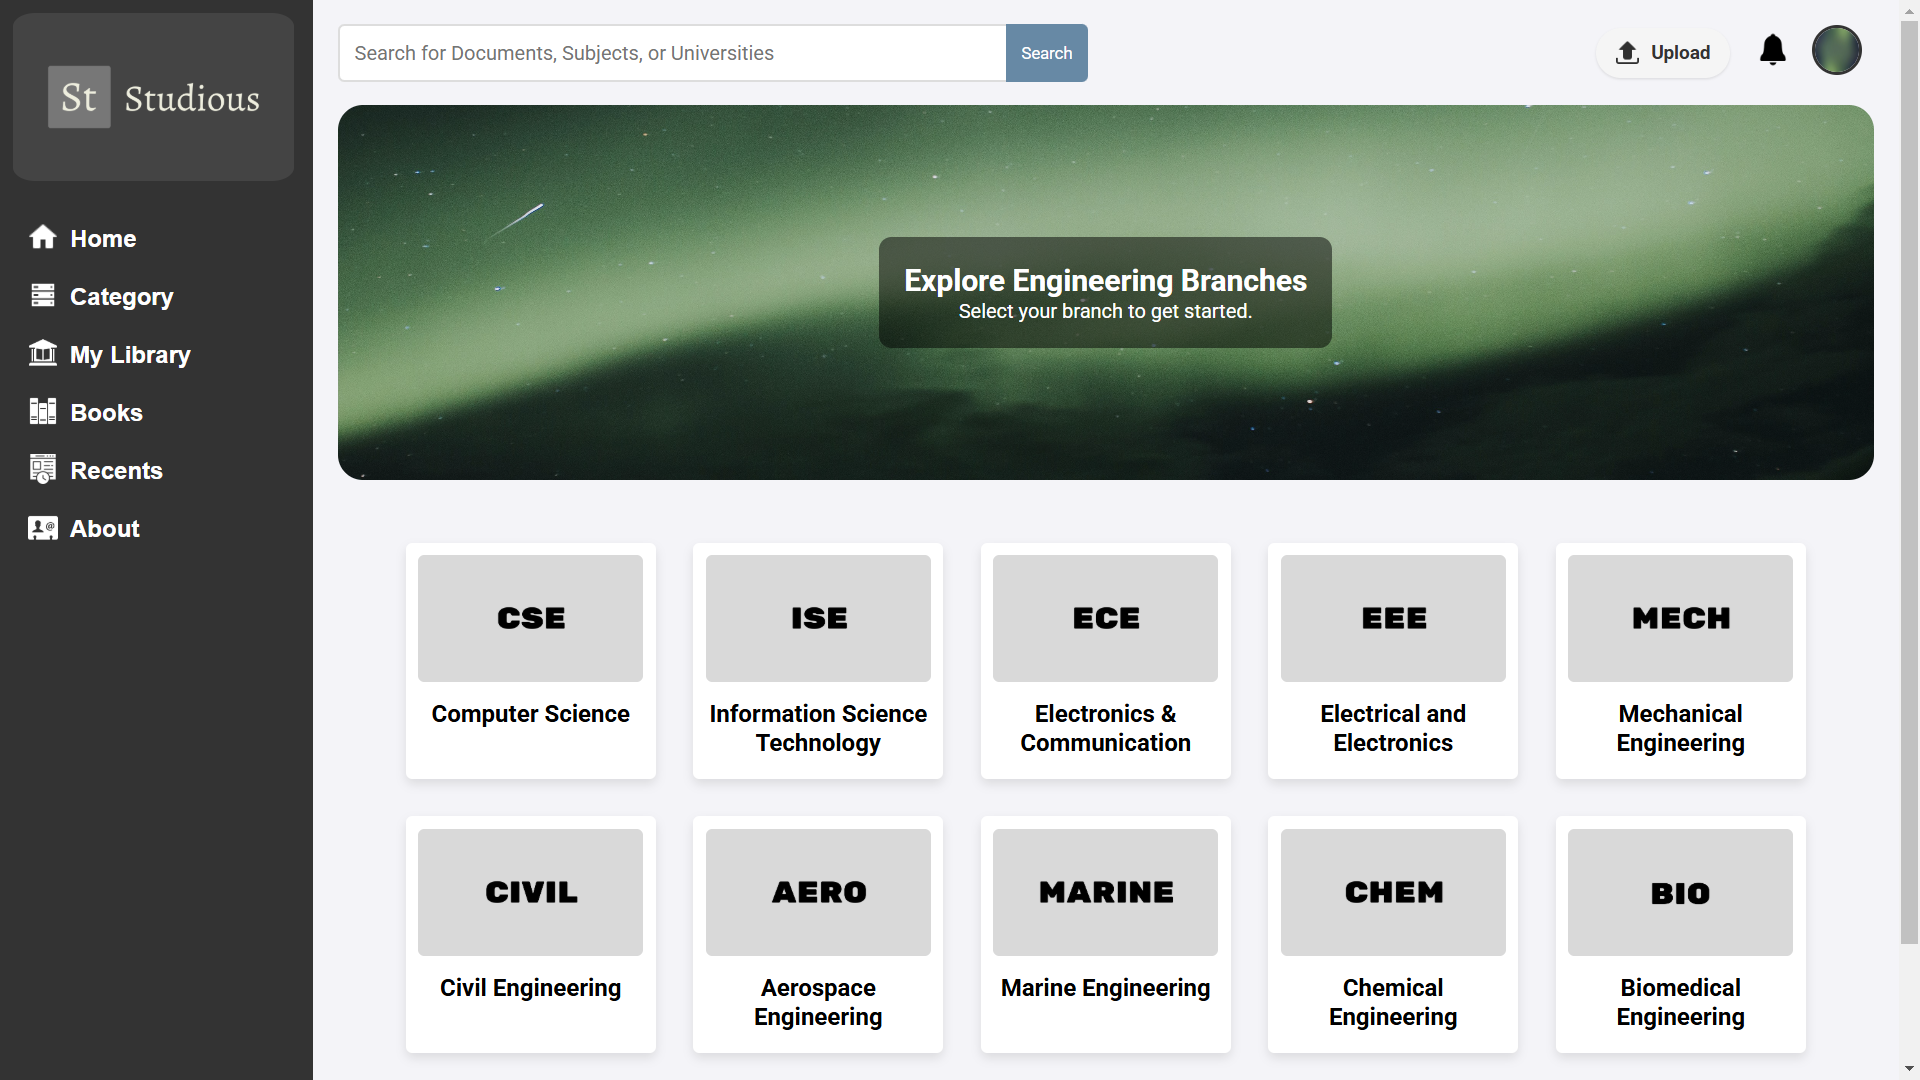 St Studious
Home
Category
My Library
Books
Recents
About
Search for Documents, Subjects, or Universities
Search
Upload
Explore Engineering Branches
Select your branch to get started.
CSE
Computer Science
ISE
Information Science
Technology
ECE
Electronics &
Communication
EEE
Electrical and
Electronics
MECH
Mechanical
Engineering
CIVIL
Civil Engineering
AERO
Aerospace
Engineering
MARINE
Marine Engineering
CHEM
Chemical
Engineering
BIO
Biomedical
Engineering